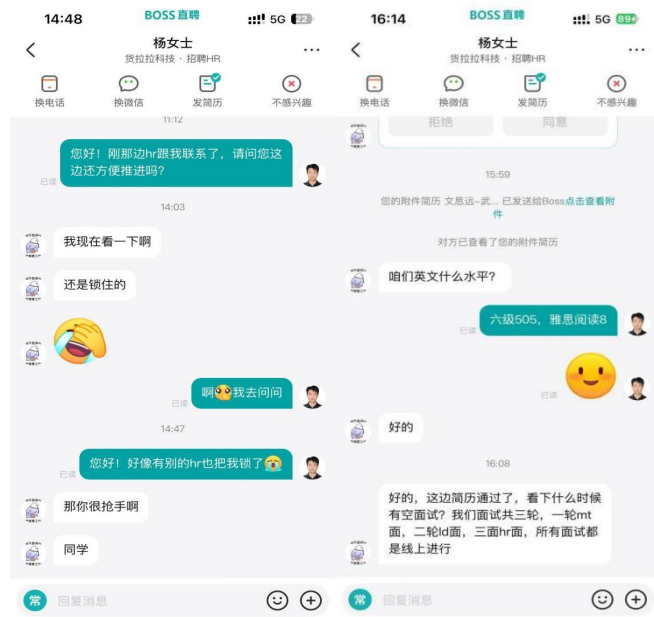 14:48
BOSS直聘
5G 22
杨女士
货拉拉科技 · 招聘HR
换电话
换微信
发简历
不感兴趣
11:12
您好！刚那边hr跟我联系了，请问您这
边还方便推进吗？
已读
14:03
我现在看一下啊
还是锁住的
啊🥺我去问问
已读
14:47
您好！好像有别的hr也把我锁了😭
已读
那你很抢手啊
同学
常
回复消息
16:14
BOSS直聘
5G 89+
杨女士
货拉拉科技 · 招聘HR
换电话
换微信
发简历
不感兴趣
拒绝
同意
15:59
您的附件简历 文思远-武... 已发送给Boss点击查看附
件
对方已查看了您的附件简历
咱们英文什么水平？
六级505，雅思阅读8
已读
已读
好的
16:08
好的，这边简历通过了，看下什么时候
有空面试？我们面试共三轮，一轮mt
面，二轮ld面，三面hr面，所有面试都
是线上进行
常
回复消息